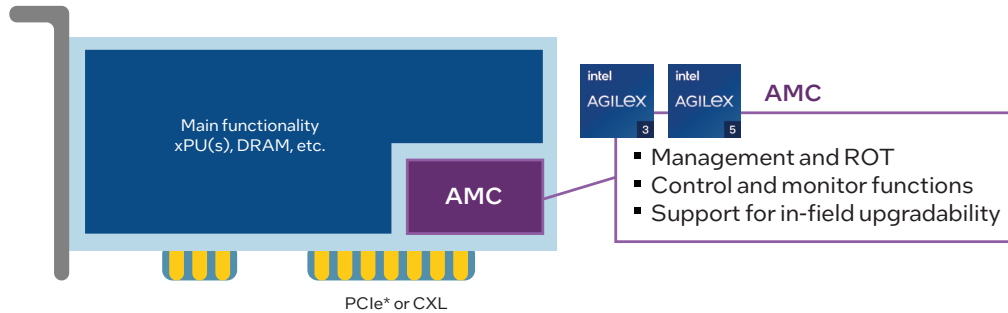 Main functionality
xPU(s), DRAM, etc.
AMC
PCIe* or CXL
intel
AGILEX
3
intel
AGILEX
5
AMC
▪ Management and ROT
▪ Control and monitor functions
▪ Support for in-field upgradability